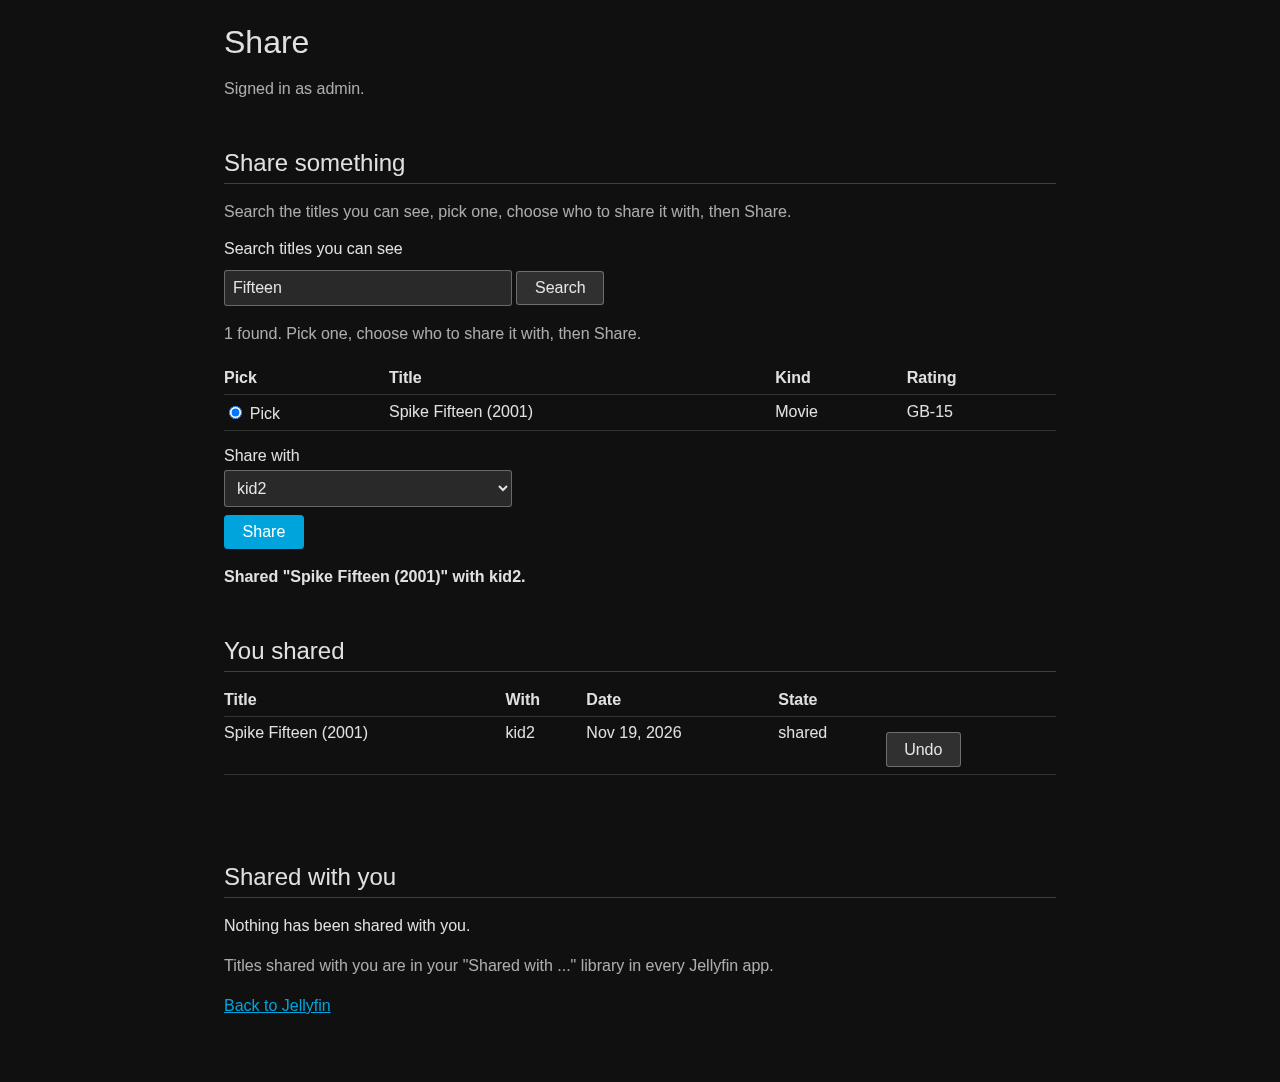 Share
Signed in as admin.
Share something
Search the titles you can see, pick one, choose who to share it with, then Share.
Search titles you can see
Fifteen Search
1 found. Pick one, choose who to share it with, then Share.
Pick Title Kind Rating
Pick Spike Fifteen (2001) Movie GB-15
Share with
kid2
Share
Shared "Spike Fifteen (2001)" with kid2.
You shared
Title With Date State
Spike Fifteen (2001) kid2 Nov 19, 2026 shared Undo
Shared with you
Nothing has been shared with you.
Titles shared with you are in your "Shared with ..." library in every Jellyfin app.
Back to Jellyfin